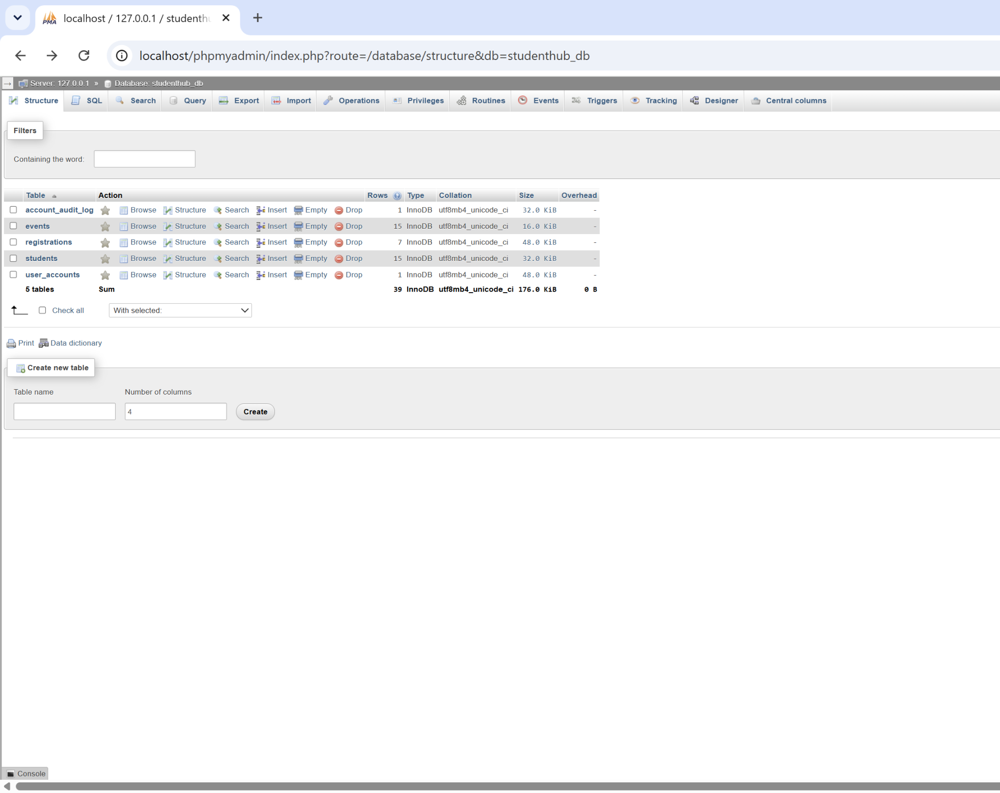 PMA localhost / 127.0.0.1 / studenth
localhost/phpmyadmin/index.php?route=/database/structure&db=studenthub_db
Server: 127.0.0.1 » Database: studenthub_db
Structure SQL Search Query Export Import Operations Privileges Routines Events Triggers Tracking Designer Central columns
Filters
Containing the word:
Table Action Rows Type Collation Size Overhead
account_audit_log Browse Structure Search Insert Empty Drop 1 InnoDB utf8mb4_unicode_ci 32.0 KiB -
events Browse Structure Search Insert Empty Drop 15 InnoDB utf8mb4_unicode_ci 16.0 KiB -
registrations Browse Structure Search Insert Empty Drop 7 InnoDB utf8mb4_unicode_ci 48.0 KiB -
students Browse Structure Search Insert Empty Drop 15 InnoDB utf8mb4_unicode_ci 32.0 KiB -
user_accounts Browse Structure Search Insert Empty Drop 1 InnoDB utf8mb4_unicode_ci 48.0 KiB -
5 tables Sum 39 InnoDB utf8mb4_unicode_ci 176.0 KiB 0 B
Check all With selected:
Print Data dictionary
Create new table
Table name Number of columns
4 Create
Console